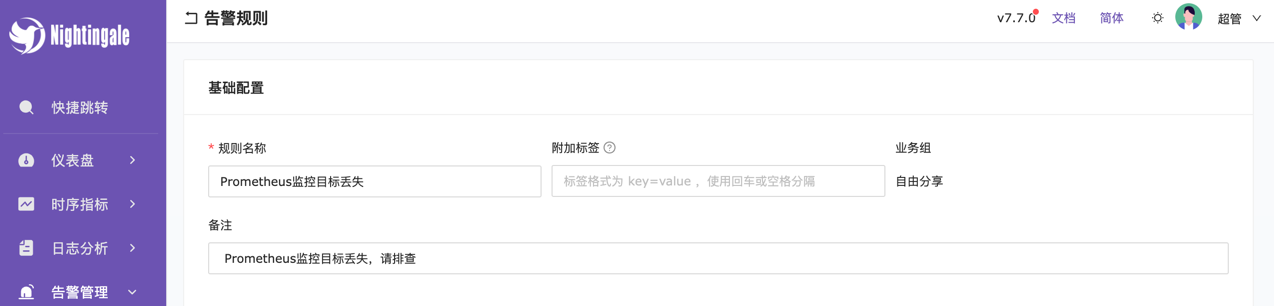 Nightingale
快捷跳转
仪表盘
时序指标
日志分析
告警管理
告警规则
v7.7.0 文档 简体 超管
基础配置
* 规则名称 附加标签 ? 业务组
Prometheus监控目标丢失 标签格式为 key=value ，使用回车或空格分隔 自由分享
备注
Prometheus监控目标丢失，请排查